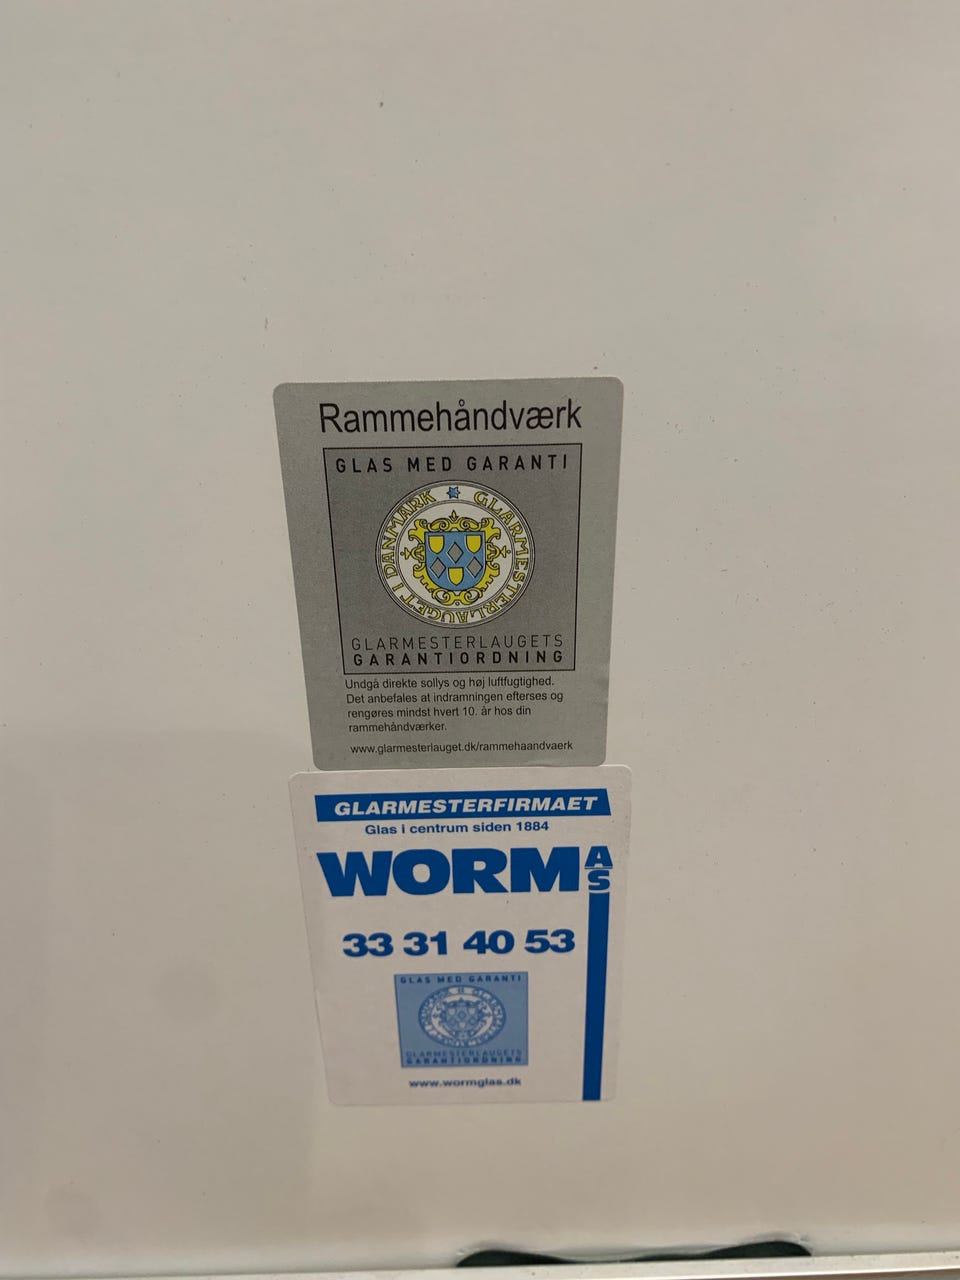 Rammehåndværk
GLAS MED GARANTI
GLARMESTERLAUGET I DANMARK
GLARMESTERLAUGETS
GARANTIORDNING
Undgå direkte sollys og høj luftfugtighed.
Det anbefales at indramningen efterses og
rengøres mindst hvert 10. år hos din
rammehåndværker.
www.glarmesterlauget.dk/rammehaandvaerk
GLARMESTERFIRMAET
Glas i centrum siden 1884
WORM A/S
33 31 40 53
GLAS MED GARANTI
GLARMESTERLAUGETS
GARANTIORDNING
www.wormglas.dk